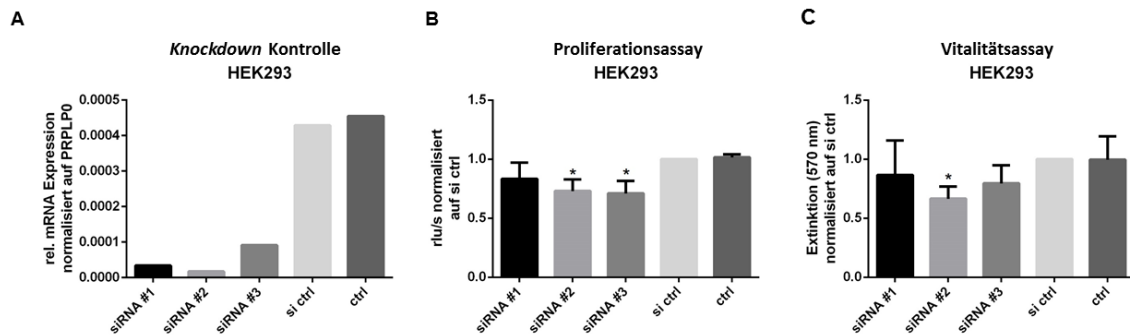 A
Knockdown Kontrolle
HEK293
rel. mRNA Expression
normalisiert auf PRPLP0
0.0005
0.0004
0.0003
0.0002
0.0001
0.0000
siRNA #1
siRNA #2
siRNA #3
si ctrl
ctrl
B
Proliferationsassay
HEK293
rlu/s normalisiert
auf si ctrl
1.5
1.0
0.5
0.0
*
*
siRNA #1
siRNA #2
siRNA #3
si ctrl
ctrl
C
Vitalitätsassay
HEK293
Extinktion (570 nm)
normalisiert auf si ctrl
1.5
1.0
0.5
0.0
*
siRNA #1
siRNA #2
siRNA #3
si ctrl
ctrl